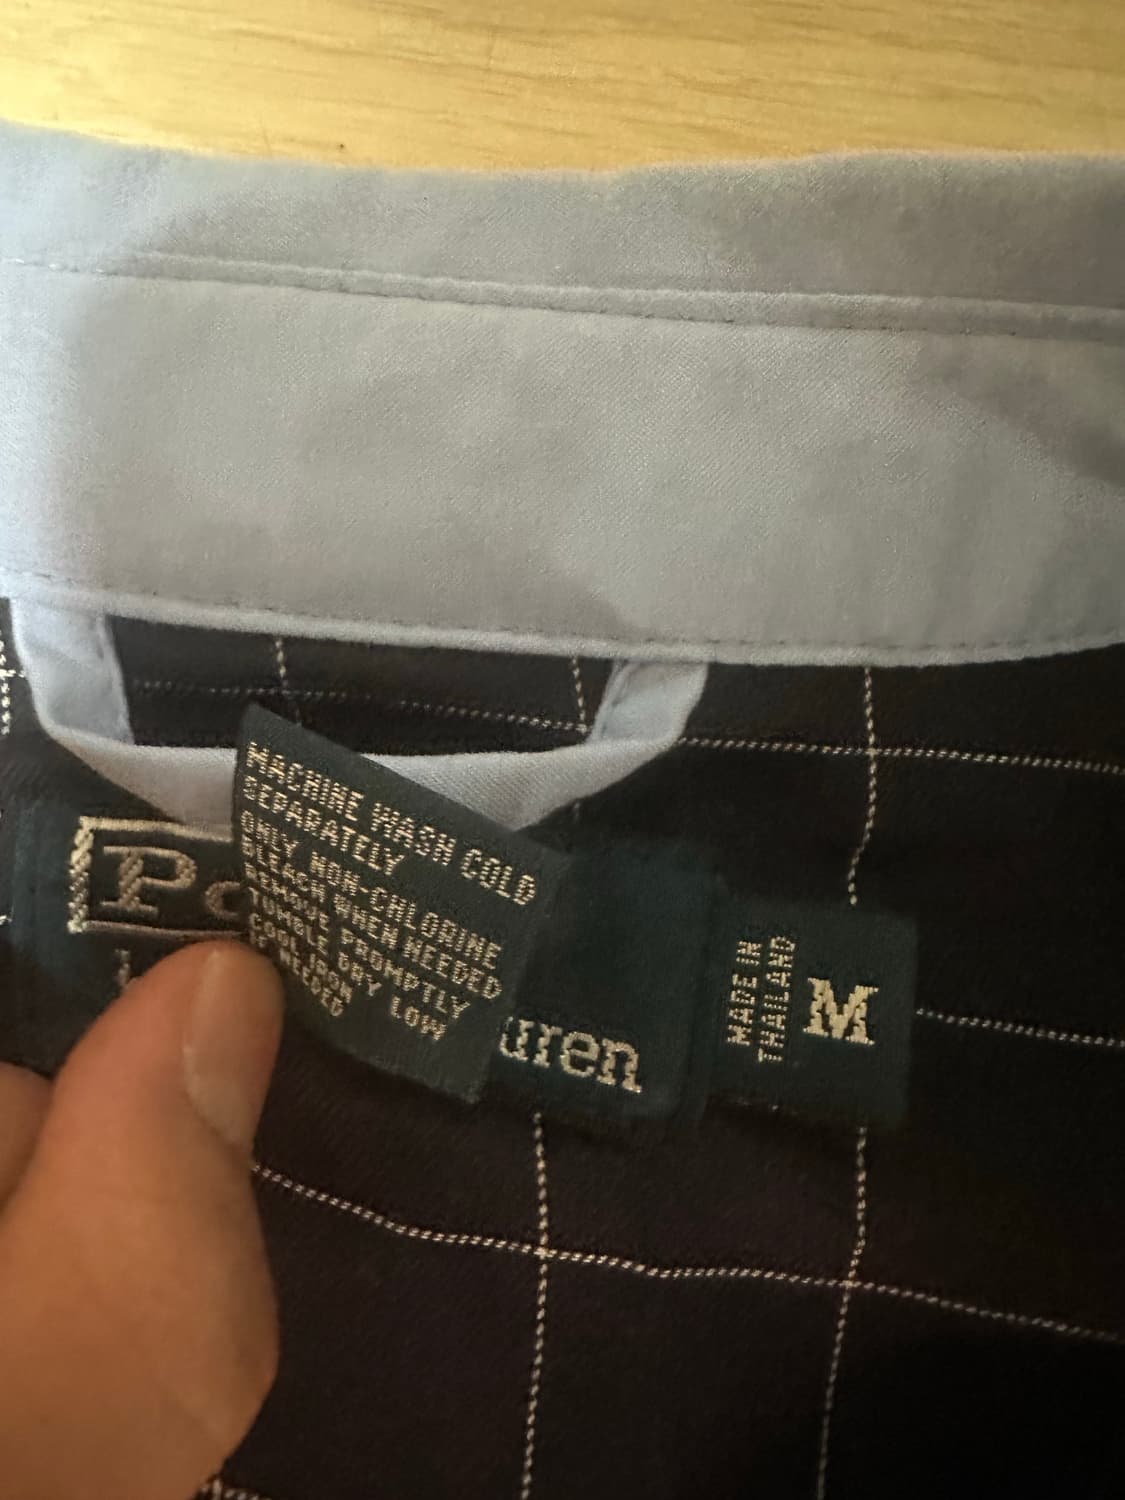 Po
MACHINE WASH COLD
SEPARATELY
ONLY NON-CHLORINE
BLEACH WHEN NEEDED
REMOVE PROMPTLY
TUMBLE DRY LOW
COOL IRON
IF NEEDED
uren
MADE IN
THAILAND
M